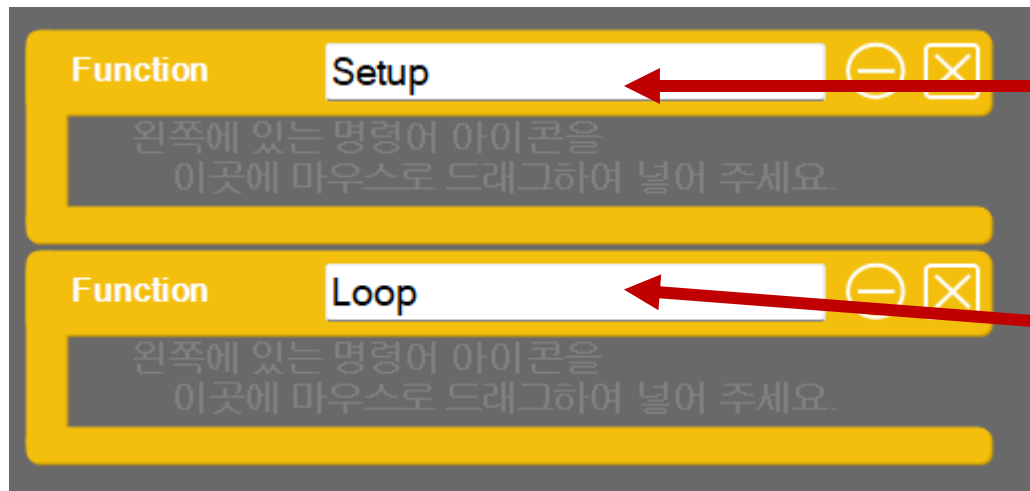 Function Setup
왼쪽에 있는 명령어 아이콘을
이곳에 마우스로 드래그하여 넣어 주세요.
Function Loop
왼쪽에 있는 명령어 아이콘을
이곳에 마우스로 드래그하여 넣어 주세요.